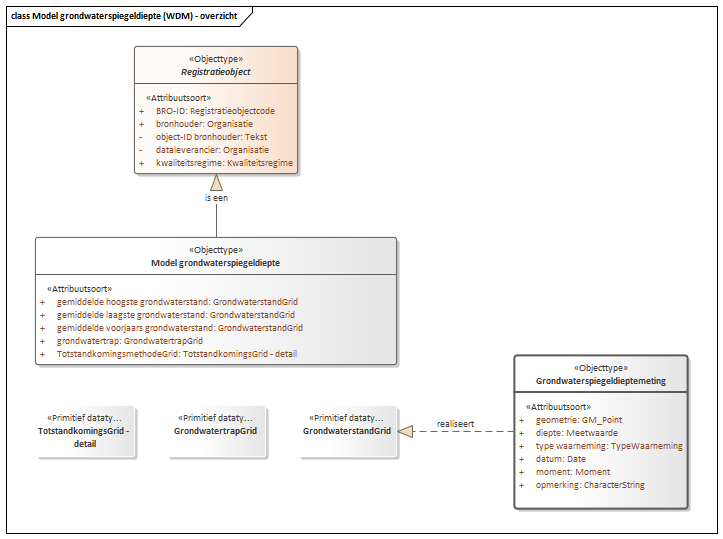 class Model grondwaterspiegeldiepte (WDM) - overzicht
«Objecttype»
Registratieobject
«Attribuutsoort»
+ BRO-ID: Registratieobjectcode
+ bronhouder: Organisatie
- object-ID bronhouder: Tekst
- dataleverancier: Organisatie
+ kwaliteitsregime: Kwaliteitsregime
is een
«Objecttype»
Model grondwaterspiegeldiepte
«Attribuutsoort»
+ gemiddelde hoogste grondwaterstand: GrondwaterstandGrid
+ gemiddelde laagste grondwaterstand: GrondwaterstandGrid
+ gemiddelde voorjaars grondwaterstand: GrondwaterstandGrid
+ grondwatertrap: GrondwatertrapGrid
+ TotstandkomingsmethodeGrid: TotstandkomingsGrid - detail
«Primitief dataty...
TotstandkomingsGrid -
detail
«Primitief dataty...
GrondwatertrapGrid
«Primitief dataty...
GrondwaterstandGrid
realiseert
«Objecttype»
Grondwaterspiegeldieptemeting
«Attribuutsoort»
+ geometrie: GM_Point
+ diepte: Meetwaarde
+ type waarneming: TypeWaarneming
+ datum: Date
+ moment: Moment
+ opmerking: CharacterString